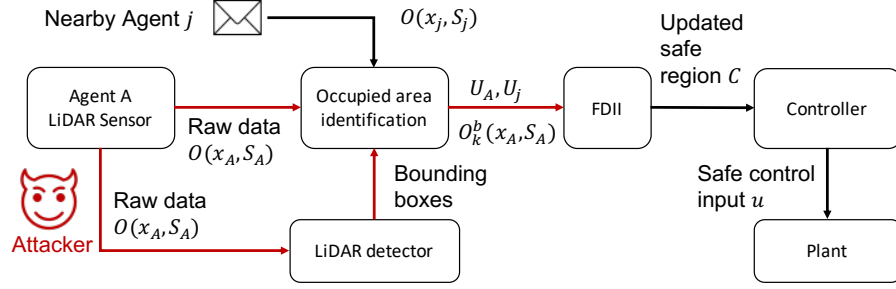 Nearby Agent j
O(x_j, S_j)
Agent A
LiDAR Sensor
Raw data
O(x_A, S_A)
Attacker
Raw data
O(x_A, S_A)
Occupied area
identification
Bounding
boxes
LiDAR detector
U_A, U_j
O_k^b(x_A, S_A)
FDII
Updated
safe
region C
Controller
Safe control
input u
Plant